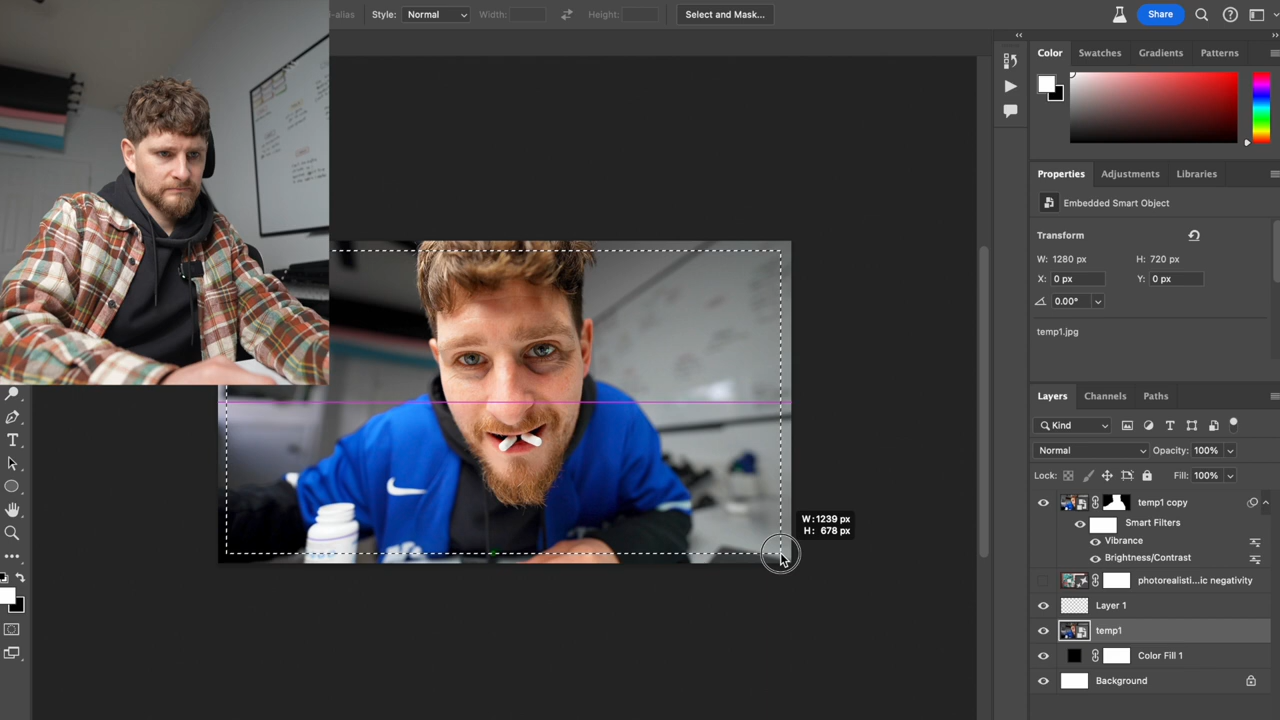 -alias
Style: Normal
Width:
Height:
Select and Mask...
Share
Color
Swatches
Gradients
Patterns
Properties
Adjustments
Libraries
Embedded Smart Object
Transform
W: 1280 px
H: 720 px
X: 0 px
Y: 0 px
0.00°
temp1.jpg
Layers
Channels
Paths
Kind
Normal
Opacity: 100%
Lock:
Fill: 100%
temp1 copy
Smart Filters
Vibrance
Brightness/Contrast
photorealisti...ic negativity
Layer 1
temp1
Color Fill 1
Background
W: 1239 px
H: 678 px
T